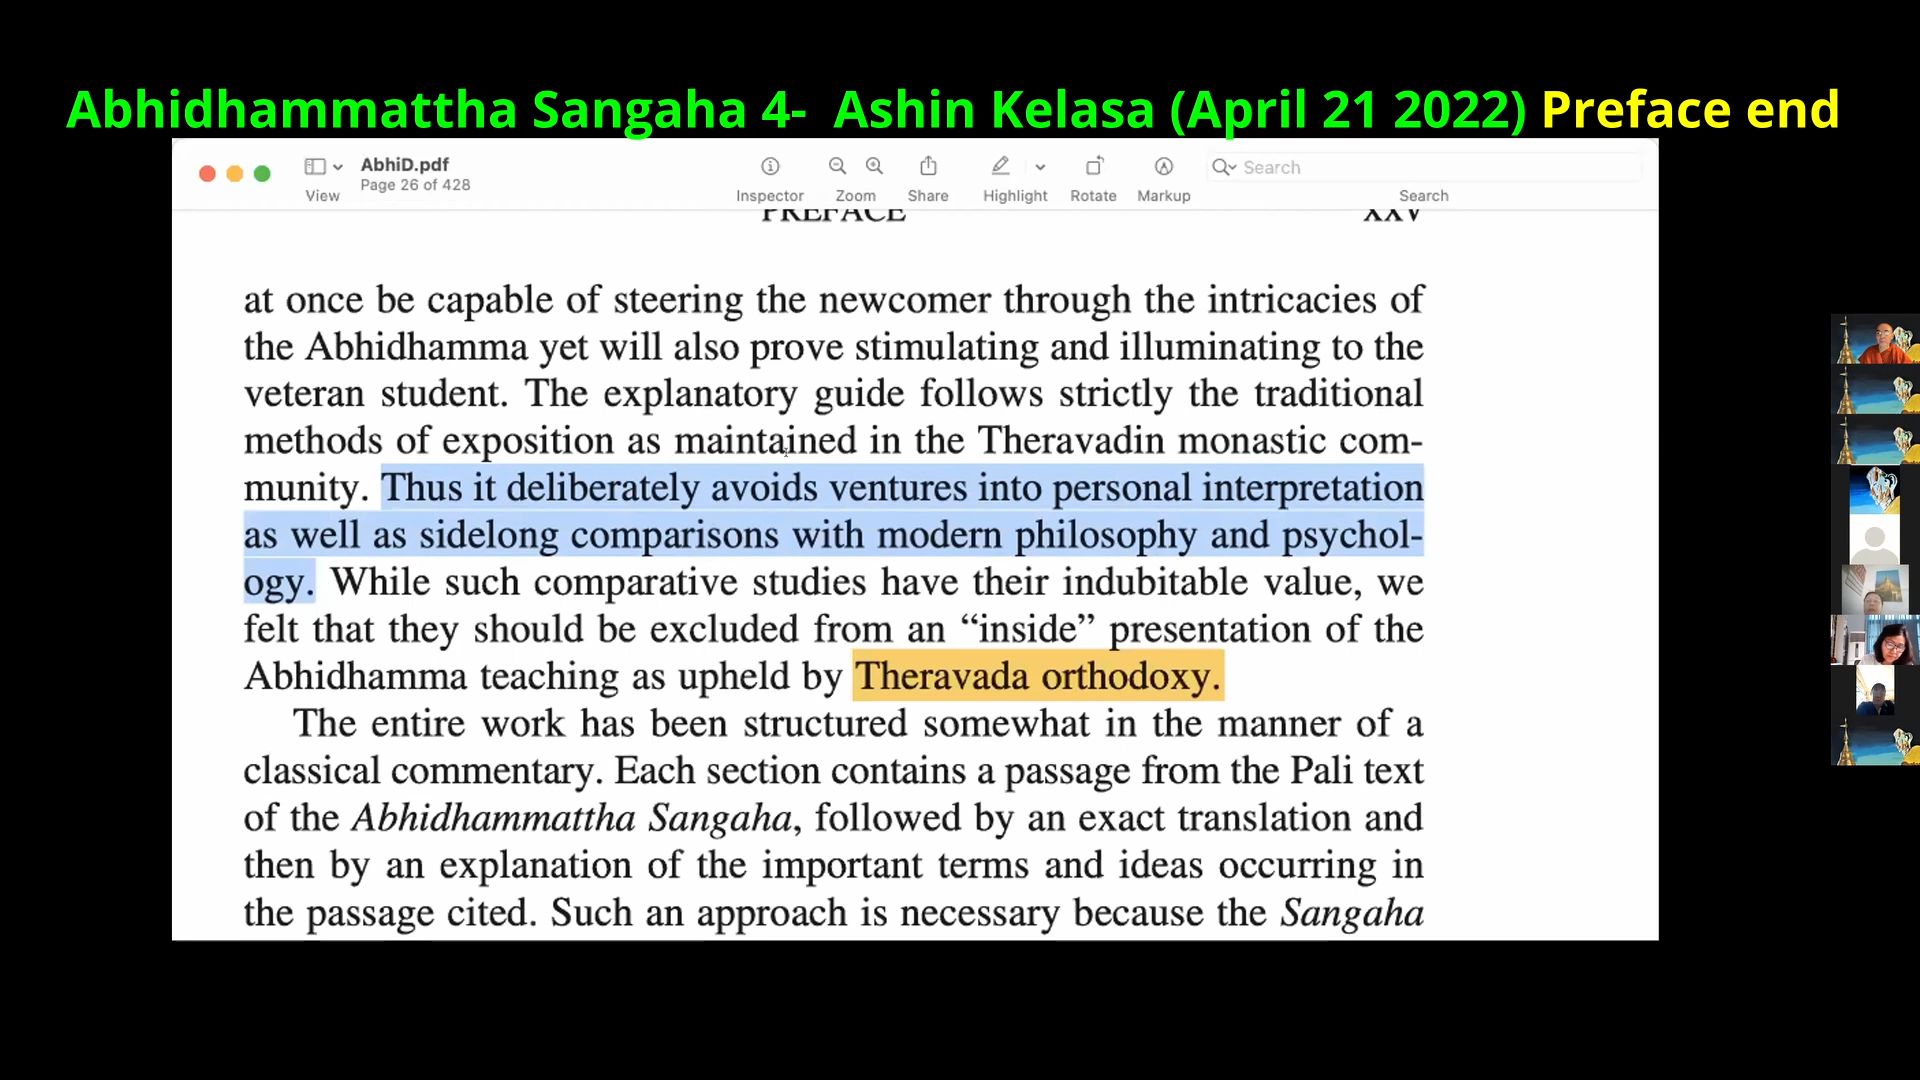 Abhidhammattha Sangaha 4- Ashin Kelasa (April 21 2022) Preface end
AbhiD.pdf
Page 26 of 428
View
Inspector
Zoom
Share
Highlight
Rotate
Markup
Search
Search
PREFACE XXV
at once be capable of steering the newcomer through the intricacies of
the Abhidhamma yet will also prove stimulating and illuminating to the
veteran student. The explanatory guide follows strictly the traditional
methods of exposition as maintained in the Theravadin monastic com-
munity. Thus it deliberately avoids ventures into personal interpretation
as well as sidelong comparisons with modern philosophy and psychol-
ogy. While such comparative studies have their indubitable value, we
felt that they should be excluded from an “inside” presentation of the
Abhidhamma teaching as upheld by Theravada orthodoxy.
The entire work has been structured somewhat in the manner of a
classical commentary. Each section contains a passage from the Pali text
of the Abhidhammattha Sangaha, followed by an exact translation and
then by an explanation of the important terms and ideas occurring in
the passage cited. Such an approach is necessary because the Sangaha